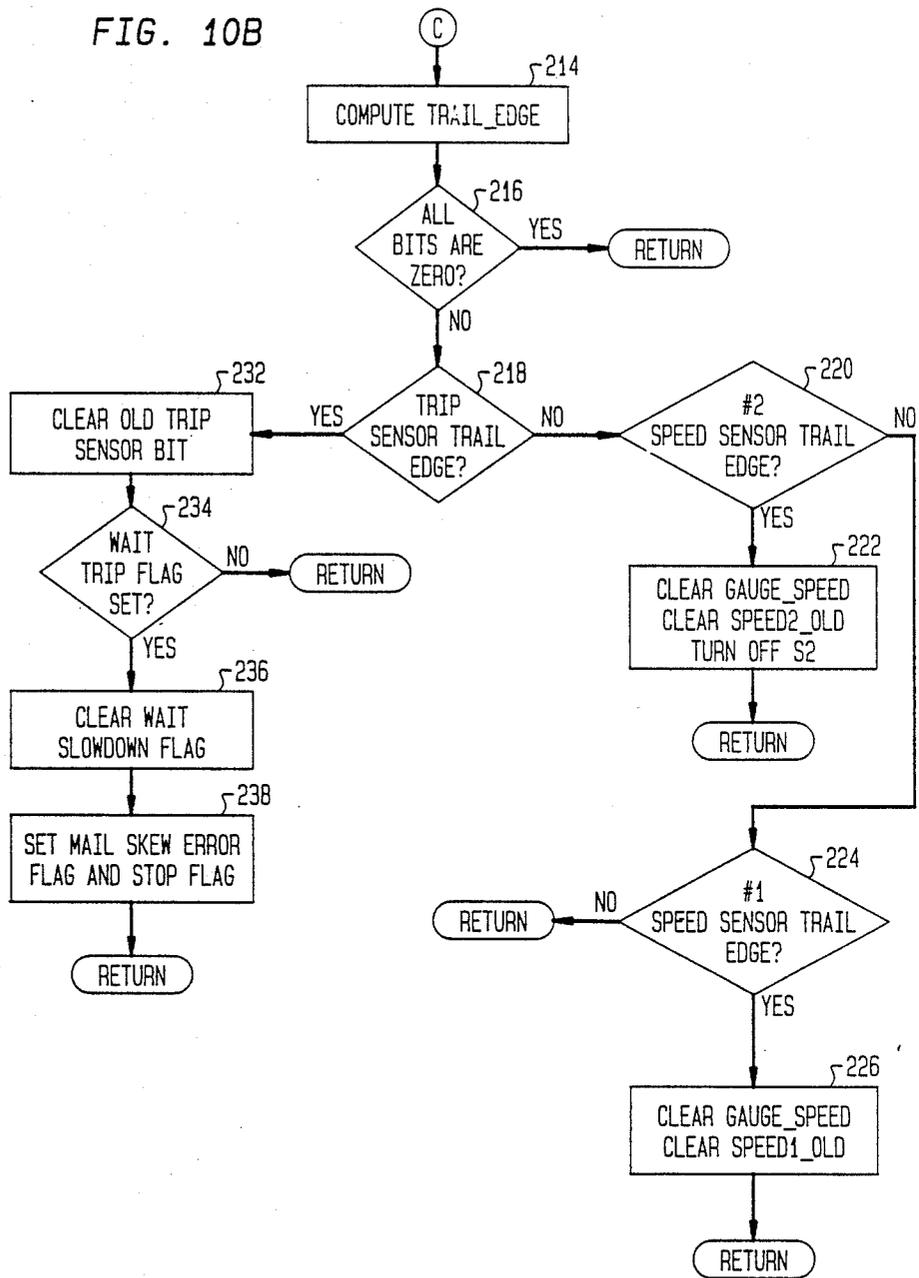 FIG. 10B
C
214
COMPUTE TRAIL_EDGE
216
ALL
BITS ARE
ZERO?
YES
RETURN
NO
218
TRIP
SENSOR TRAIL
EDGE?
YES
NO
232
CLEAR OLD TRIP
SENSOR BIT
234
WAIT
TRIP FLAG
SET?
NO
RETURN
YES
236
CLEAR WAIT
SLOWDOWN FLAG
238
SET MAIL SKEW ERROR
FLAG AND STOP FLAG
RETURN
220
#2
SPEED SENSOR TRAIL
EDGE?
NO
YES
222
CLEAR GAUGE_SPEED
CLEAR SPEED2_OLD
TURN OFF S2
RETURN
224
#1
SPEED SENSOR TRAIL
EDGE?
NO
RETURN
YES
226
CLEAR GAUGE_SPEED
CLEAR SPEED1_OLD
RETURN